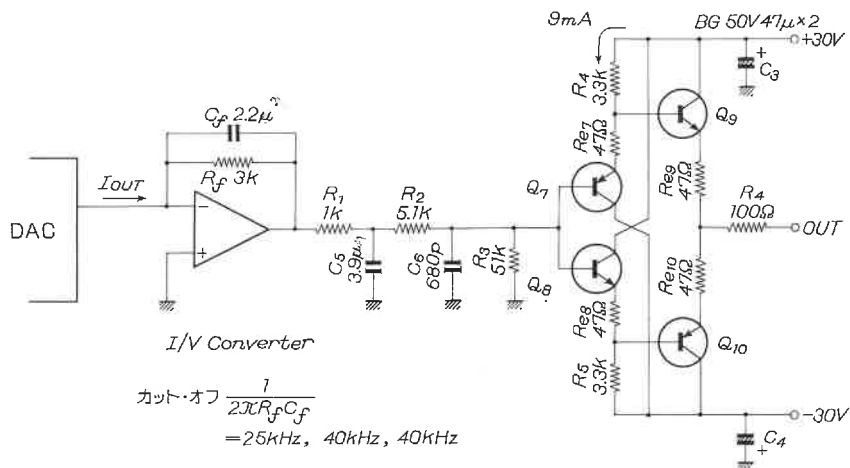 9mA
BG 50V 47μ×2
+30V
C3
R4
3.3k
Cf 2.2μ
Re7
47Ω
Q9
Rf 3k
IOUT
Q7
Re9
47Ω
R1
1k
R2
5.1k
R4
100Ω
DAC
−
+
OUT
C5
3.9μ
C6
680p
R3
51k
Q8
Re8
47Ω
Re10
47Ω
Q10
I/V Converter
R5
3.3k
カット・オフ 1
2πRfCf
=25kHz, 40kHz, 40kHz
−30V
C4
+